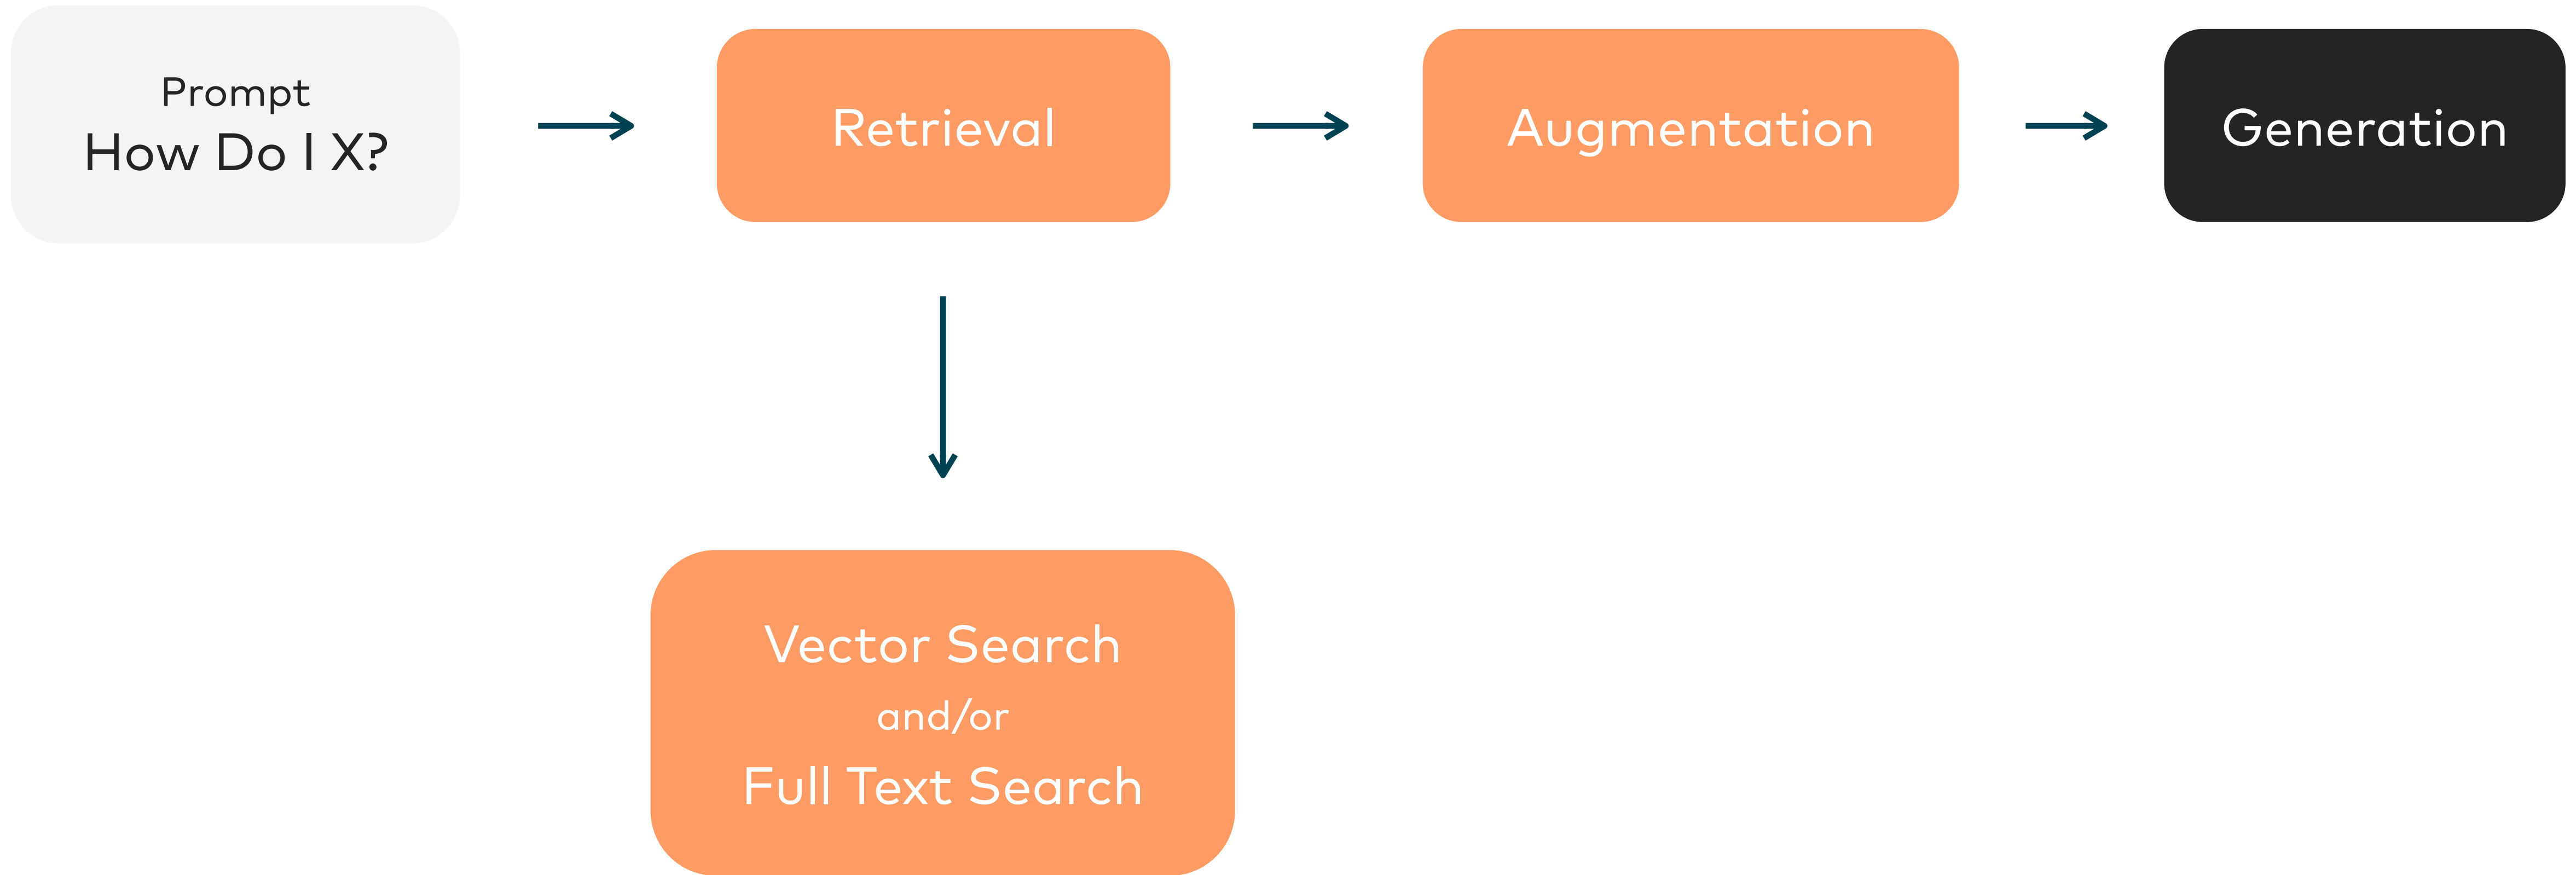 Prompt
How Do I X?
Retrieval
Augmentation
Generation
Vector Search
and/or
Full Text Search